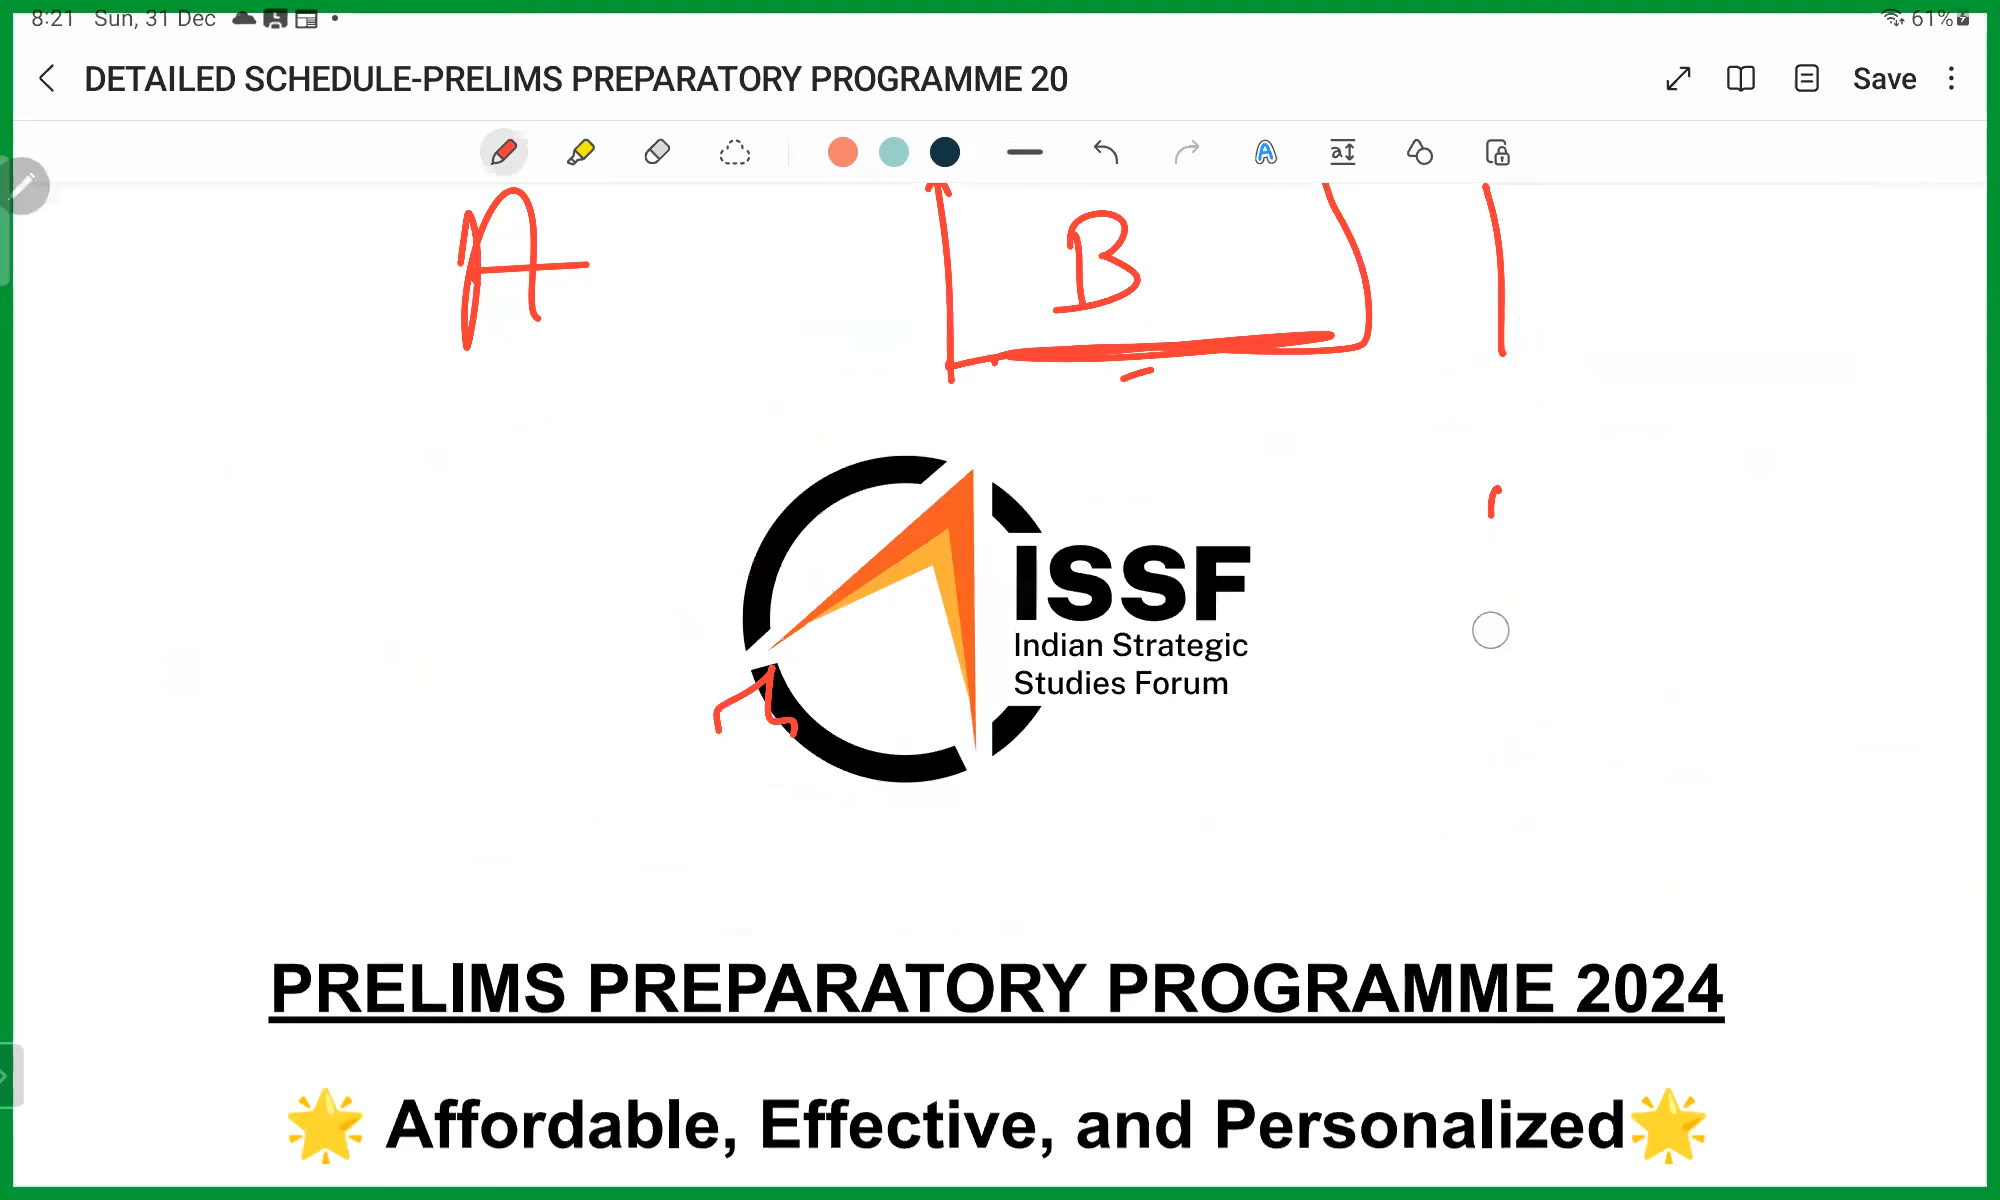 8:21 Sun, 31 Dec
61%
DETAILED SCHEDULE-PRELIMS PREPARATORY PROGRAMME 20
Save
A B
iSSF
Indian Strategic
Studies Forum
PRELIMS PREPARATORY PROGRAMME 2024
🌟 Affordable, Effective, and Personalized🌟